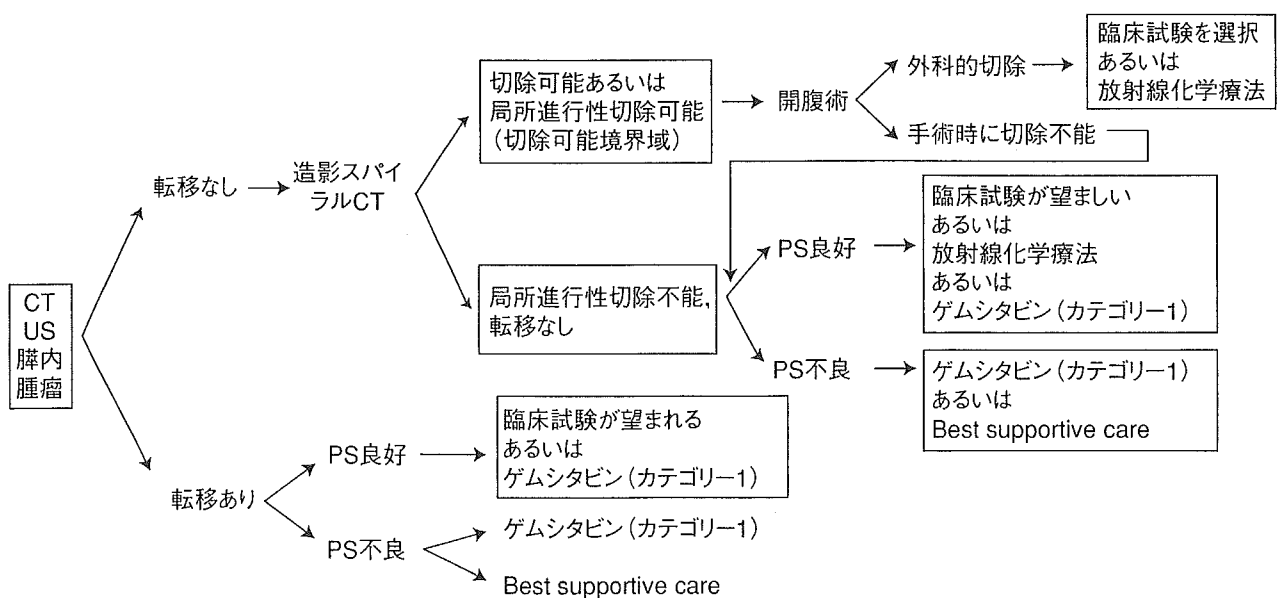 CT
US
膵内
腫瘤
転移なし
造影スパイ
ラルCT
切除可能あるいは
局所進行性切除可能
（切除可能境界域）
開腹術
外科的切除
臨床試験を選択
あるいは
放射線化学療法
手術時に切除不能
局所進行性切除不能，
転移なし
PS良好
臨床試験が望ましい
あるいは
放射線化学療法
あるいは
ゲムシタビン（カテゴリー1）
PS不良
ゲムシタビン（カテゴリー1）
あるいは
Best supportive care
転移あり
PS良好
臨床試験が望まれる
あるいは
ゲムシタビン（カテゴリー1）
PS不良
ゲムシタビン（カテゴリー1）
Best supportive care